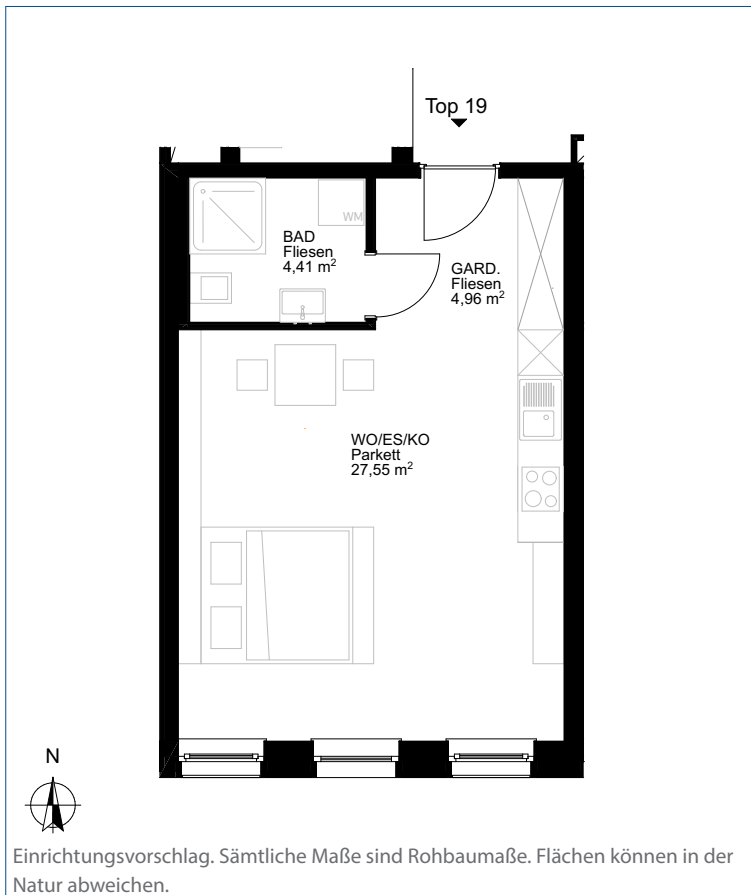 Top 19
WM
BAD
Fliesen
4,41 m²
GARD.
Fliesen
4,96 m²
WO/ES/KO
Parkett
27,55 m²
N
Einrichtungsvorschlag. Sämtliche Maße sind Rohbaumaße. Flächen können in der
Natur abweichen.